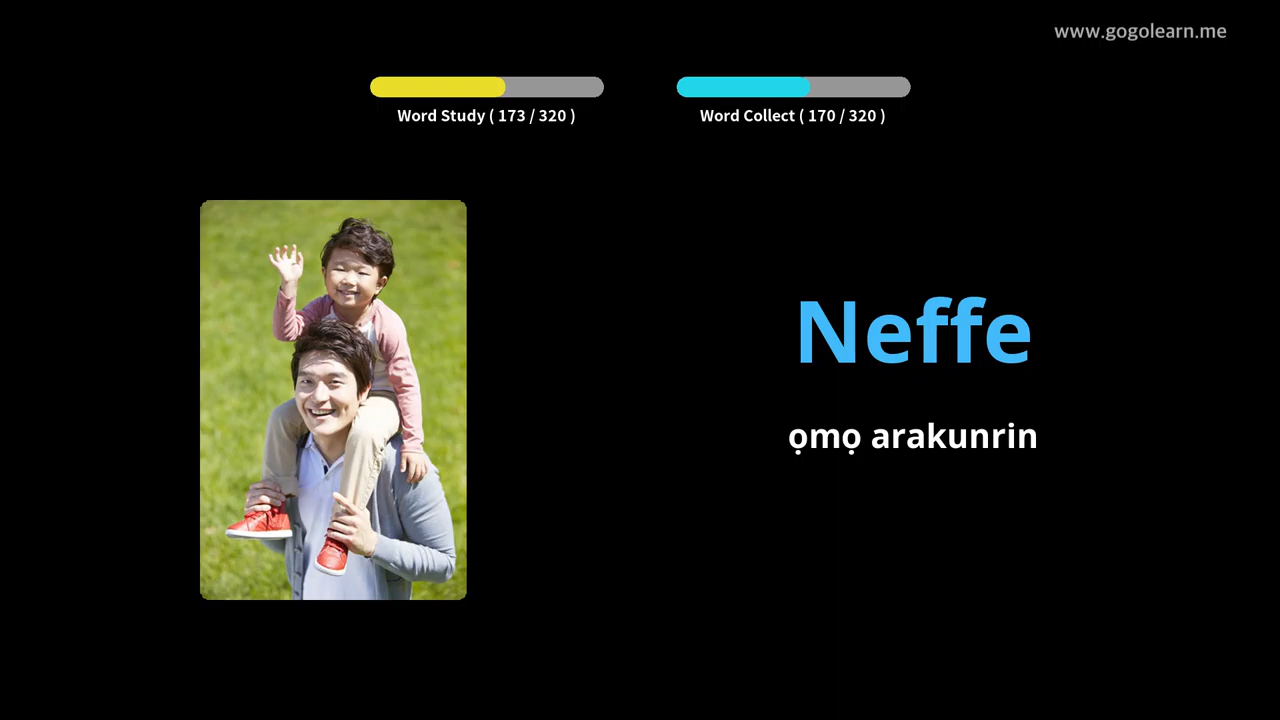 www.gogolearn.me
Word Study ( 173 / 320 )
Word Collect ( 170 / 320 )
Neffe
ọmọ arakunrin